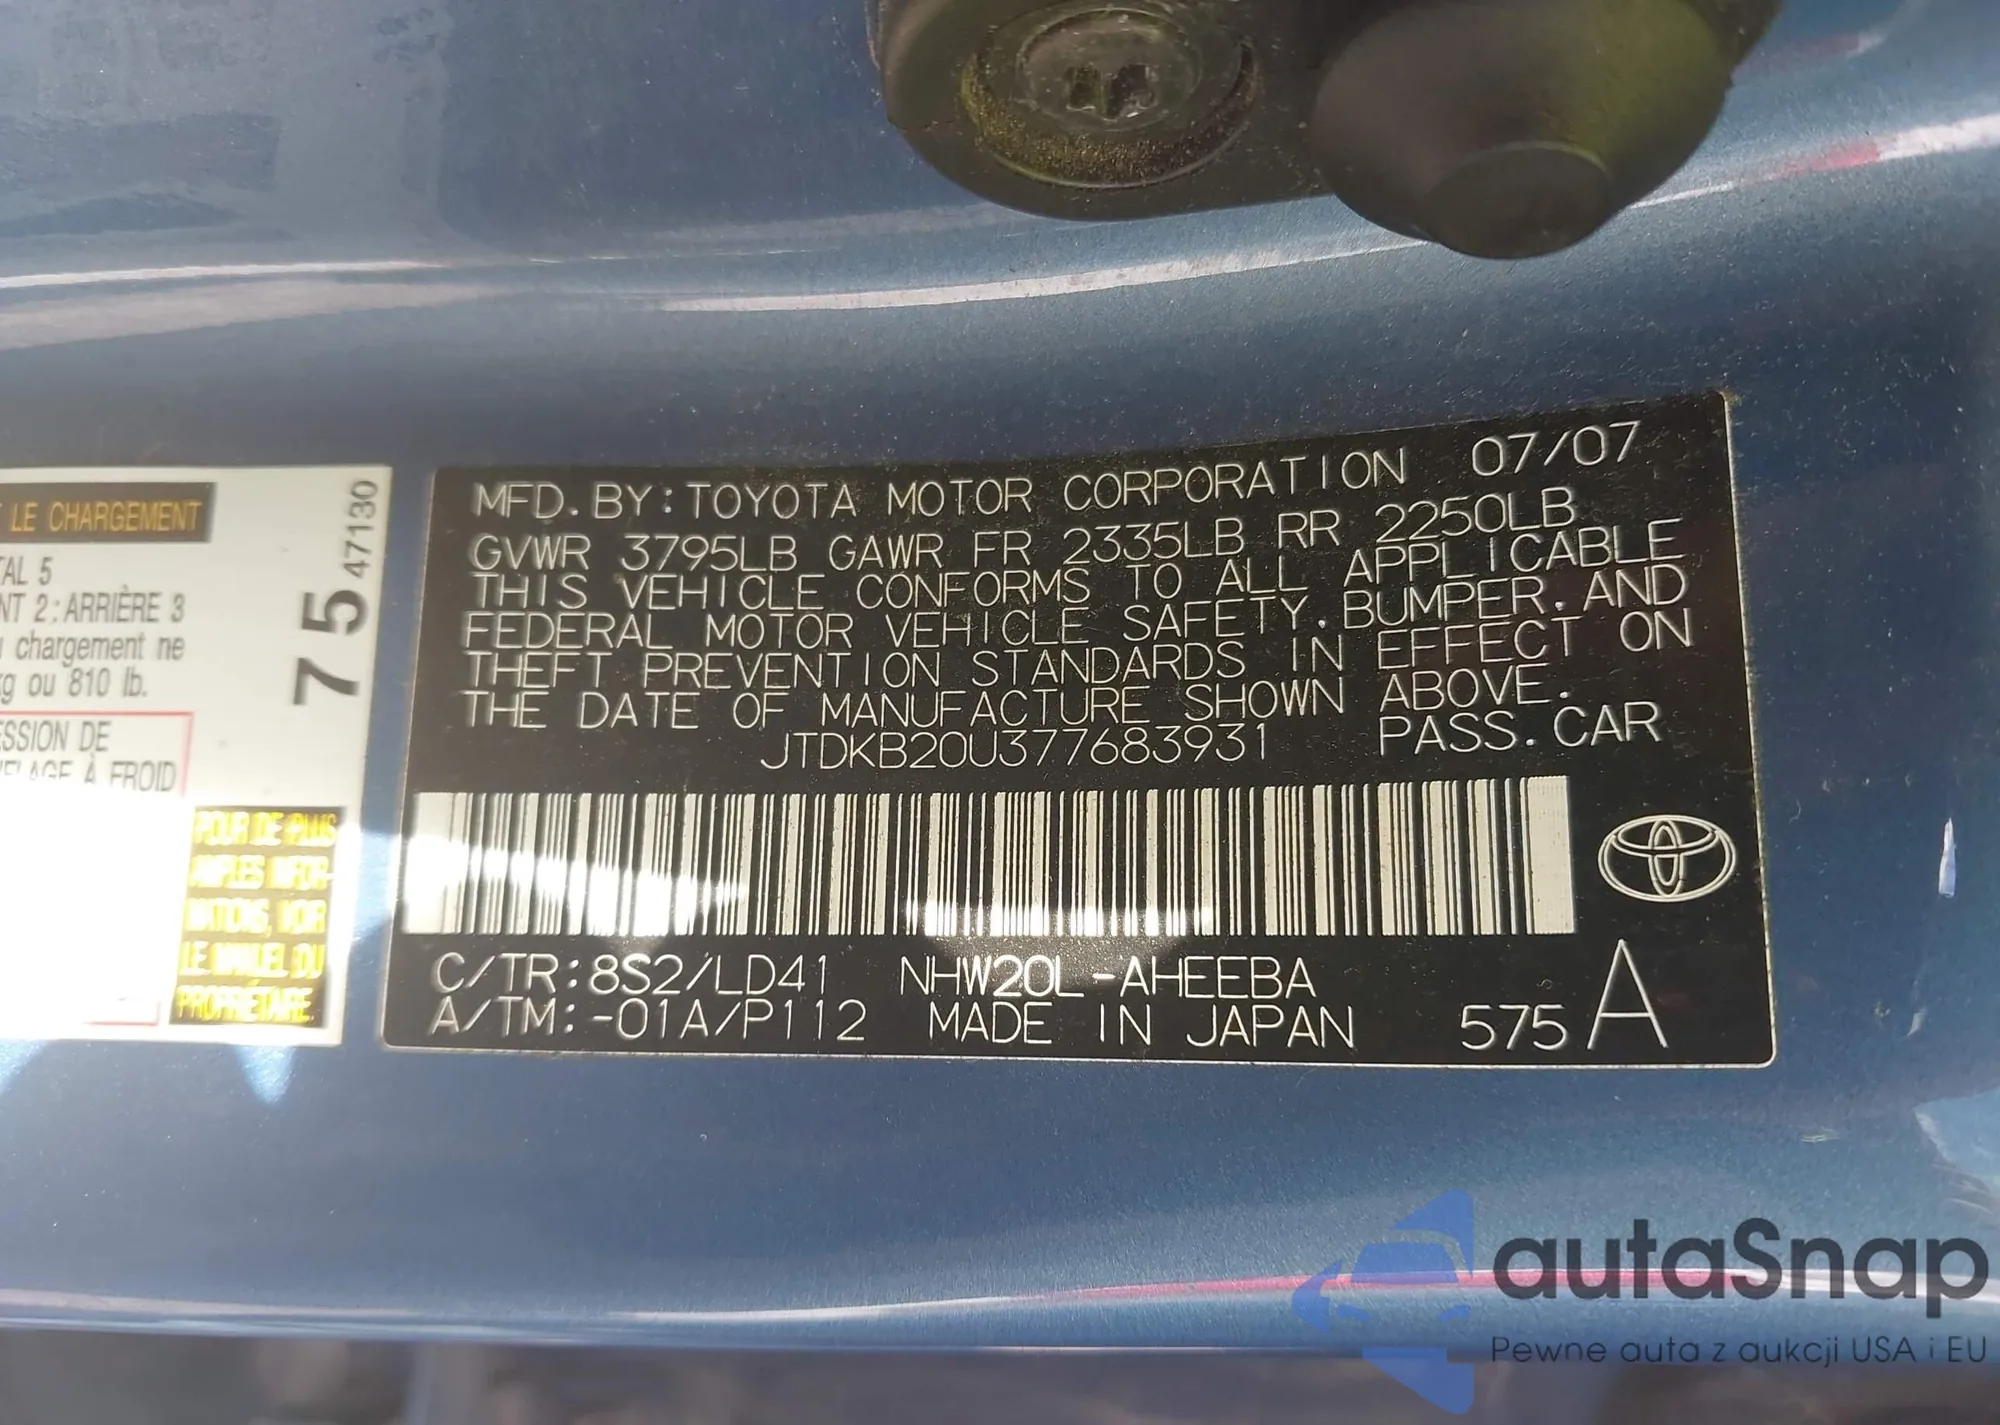 LE CHARGEMENT
TAL 5
NT 2 : ARRIÈRE 3
chargement ne
kg ou 810 lb.
SSION DE
À FROID
POUR DE PLUS
AMPLES INFOR-
MATIONS, VOIR
LE MANUEL DU
PROPRIÉTAIRE.
75
47130
MFD. BY: TOYOTA MOTOR CORPORATION 07/07
GVWR 3795LB GAWR FR 2335LB RR 2250LB
THIS VEHICLE CONFORMS TO ALL APPLICABLE
FEDERAL MOTOR VEHICLE SAFETY, BUMPER, AND
THEFT PREVENTION STANDARDS IN EFFECT ON
THE DATE OF MANUFACTURE SHOWN ABOVE.
JTDKB20U377683931 PASS. CAR
C/TR: 8S2/LD41 NHW20L-AHEEBA
A/TM: -01A/P112 MADE IN JAPAN 575 A
autaSnap
Pewne auta z aukcji USA i EU